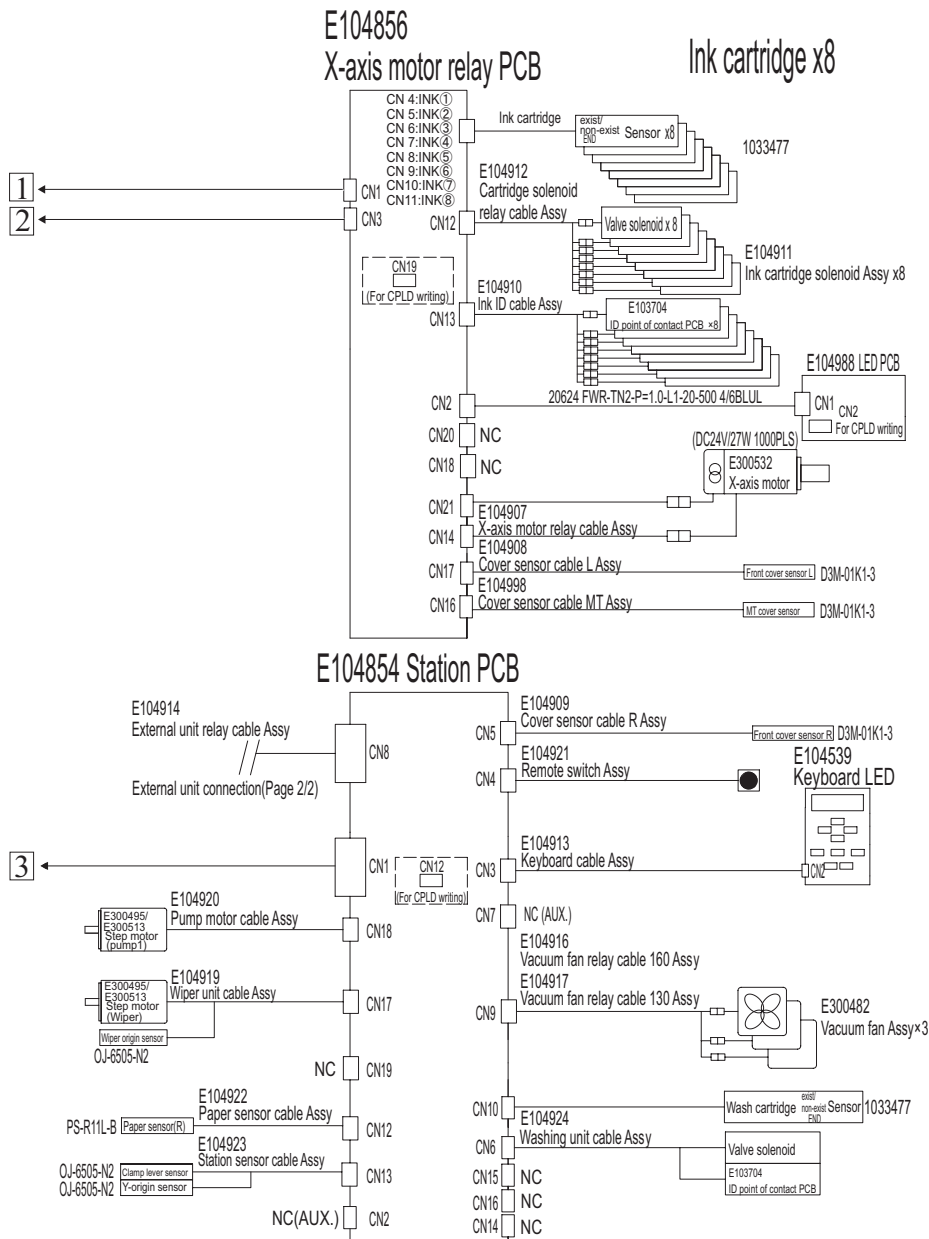 E104856
X-axis motor relay PCB
Ink cartridge x8
CN 4:INK①
CN 5:INK②
CN 6:INK③
CN 7:INK④
CN 8:INK⑤
CN 9:INK⑥
CN10:INK⑦
CN11:INK⑧
Ink cartridge
exist/
non-exist
END
Sensor x8
1033477
1
CN1
2
CN3
E104912
Cartridge solenoid
relay cable Assy
CN12
Valve solenoid x 8
E104911
Ink cartridge solenoid Assy x8
CN19
(For CPLD writing)
E104910
Ink ID cable Assy
CN13
E103704
ID point of contact PCB ×8
E104988 LED PCB
CN2
20624 FWR-TN2-P=1.0-L1-20-500 4/6BLUL
CN1
CN2
For CPLD writing
CN20
NC
CN18
NC
(DC24V/27W 1000PLS)
E300532
X-axis motor
CN21
E104907
CN14
X-axis motor relay cable Assy
E104908
CN17
Cover sensor cable L Assy
Front cover sensor L
D3M-01K1-3
E104998
CN16
Cover sensor cable MT Assy
MT cover sensor
D3M-01K1-3
E104854 Station PCB
E104914
External unit relay cable Assy
CN8
External unit connection(Page 2/2)
E104909
Cover sensor cable R Assy
CN5
Front cover sensor R
D3M-01K1-3
E104921
Remote switch Assy
CN4
E104539
Keyboard LED
3
CN1
CN12
(For CPLD writing)
E104913
Keyboard cable Assy
CN3
CN2
CN7
NC (AUX.)
E104920
Pump motor cable Assy
E300495/
E300513
Step motor
(pump1)
CN18
E104916
Vacuum fan relay cable 160 Assy
E104917
Vacuum fan relay cable 130 Assy
CN9
E300482
Vacuum fan Assy×3
E104919
Wiper unit cable Assy
E300495/
E300513
Step motor
(Wiper)
CN17
Wiper origin sensor
OJ-6505-N2
NC
CN19
E104922
Paper sensor cable Assy
PS-R11L-B
Paper sensor(R)
CN12
E104923
Station sensor cable Assy
OJ-6505-N2
Clamp lever sensor
CN13
OJ-6505-N2
Y-origin sensor
NC(AUX.)
CN2
CN10
Wash cartridge
exist/
non-exist
END
Sensor
1033477
E104924
Washing unit cable Assy
CN6
Valve solenoid
E103704
ID point of contact PCB
CN15
NC
CN16
NC
CN14
NC